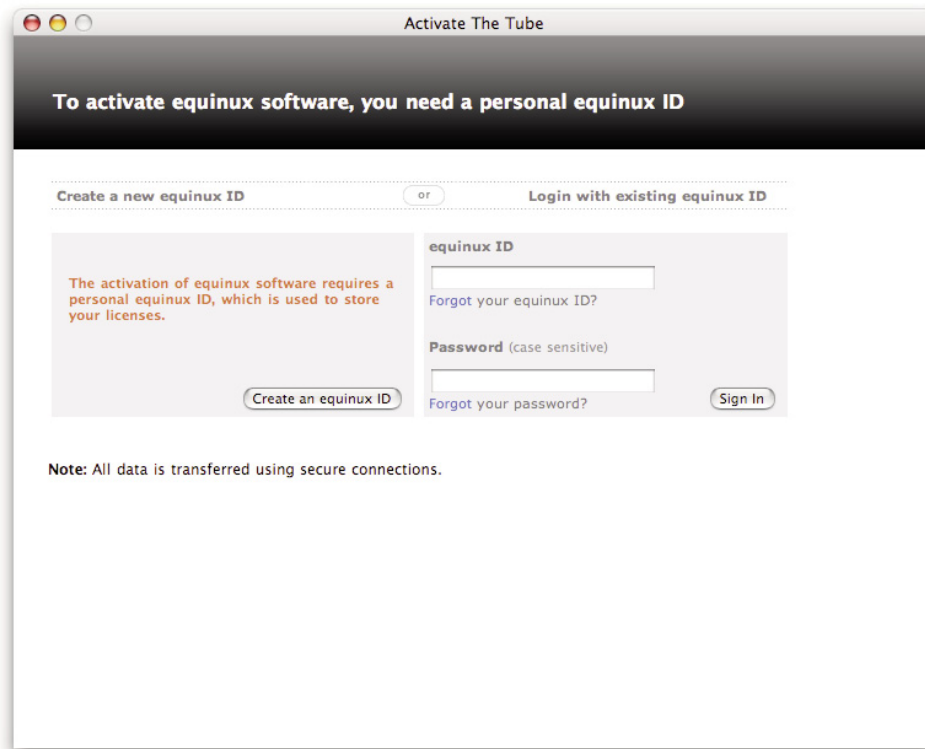 Activate The Tube
To activate equinux software, you need a personal equinux ID
Create a new equinux ID
or
Login with existing equinux ID
The activation of equinux software requires a
personal equinux ID, which is used to store
your licenses.
Create an equinux ID
equinux ID
Forgot your equinux ID?
Password (case sensitive)
Forgot your password?
Sign In
Note: All data is transferred using secure connections.